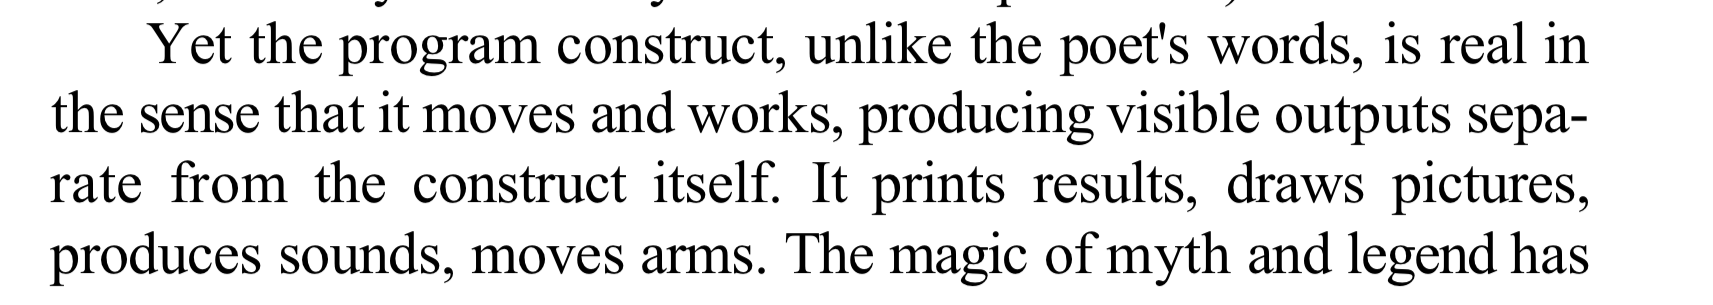 Yet the program construct, unlike the poet's words, is real in
the sense that it moves and works, producing visible outputs sepa-
rate from the construct itself. It prints results, draws pictures,
produces sounds, moves arms. The magic of myth and legend has